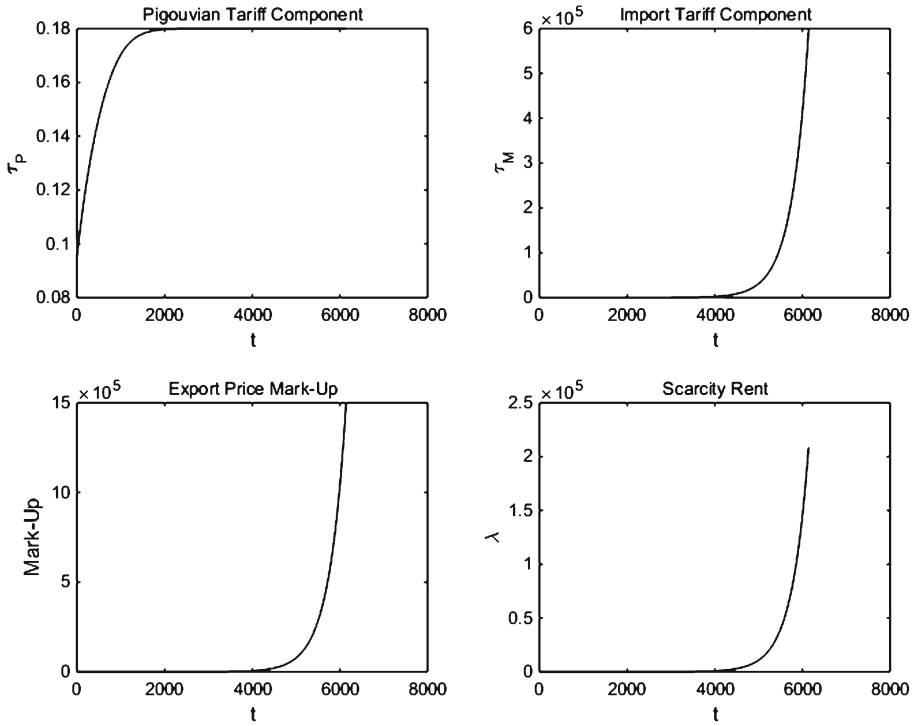 Pigouvian Tariff Component
0.18
0.16
0.14
0.12
0.1
0.08
τP
0 2000 4000 6000 8000
t
Import Tariff Component
× 10^5
6
5
4
3
2
1
0
τM
0 2000 4000 6000 8000
t
Export Price Mark-Up
× 10^5
15
10
5
0
Mark-Up
0 2000 4000 6000 8000
t
Scarcity Rent
× 10^5
2.5
2
1.5
1
0.5
0
λ
0 2000 4000 6000 8000
t